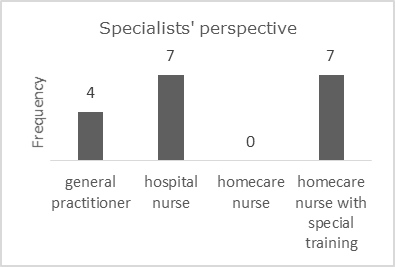 Specialists' perspective
Frequency
4
7
0
7
general practitioner
hospital nurse
homecare nurse
homecare nurse with special training